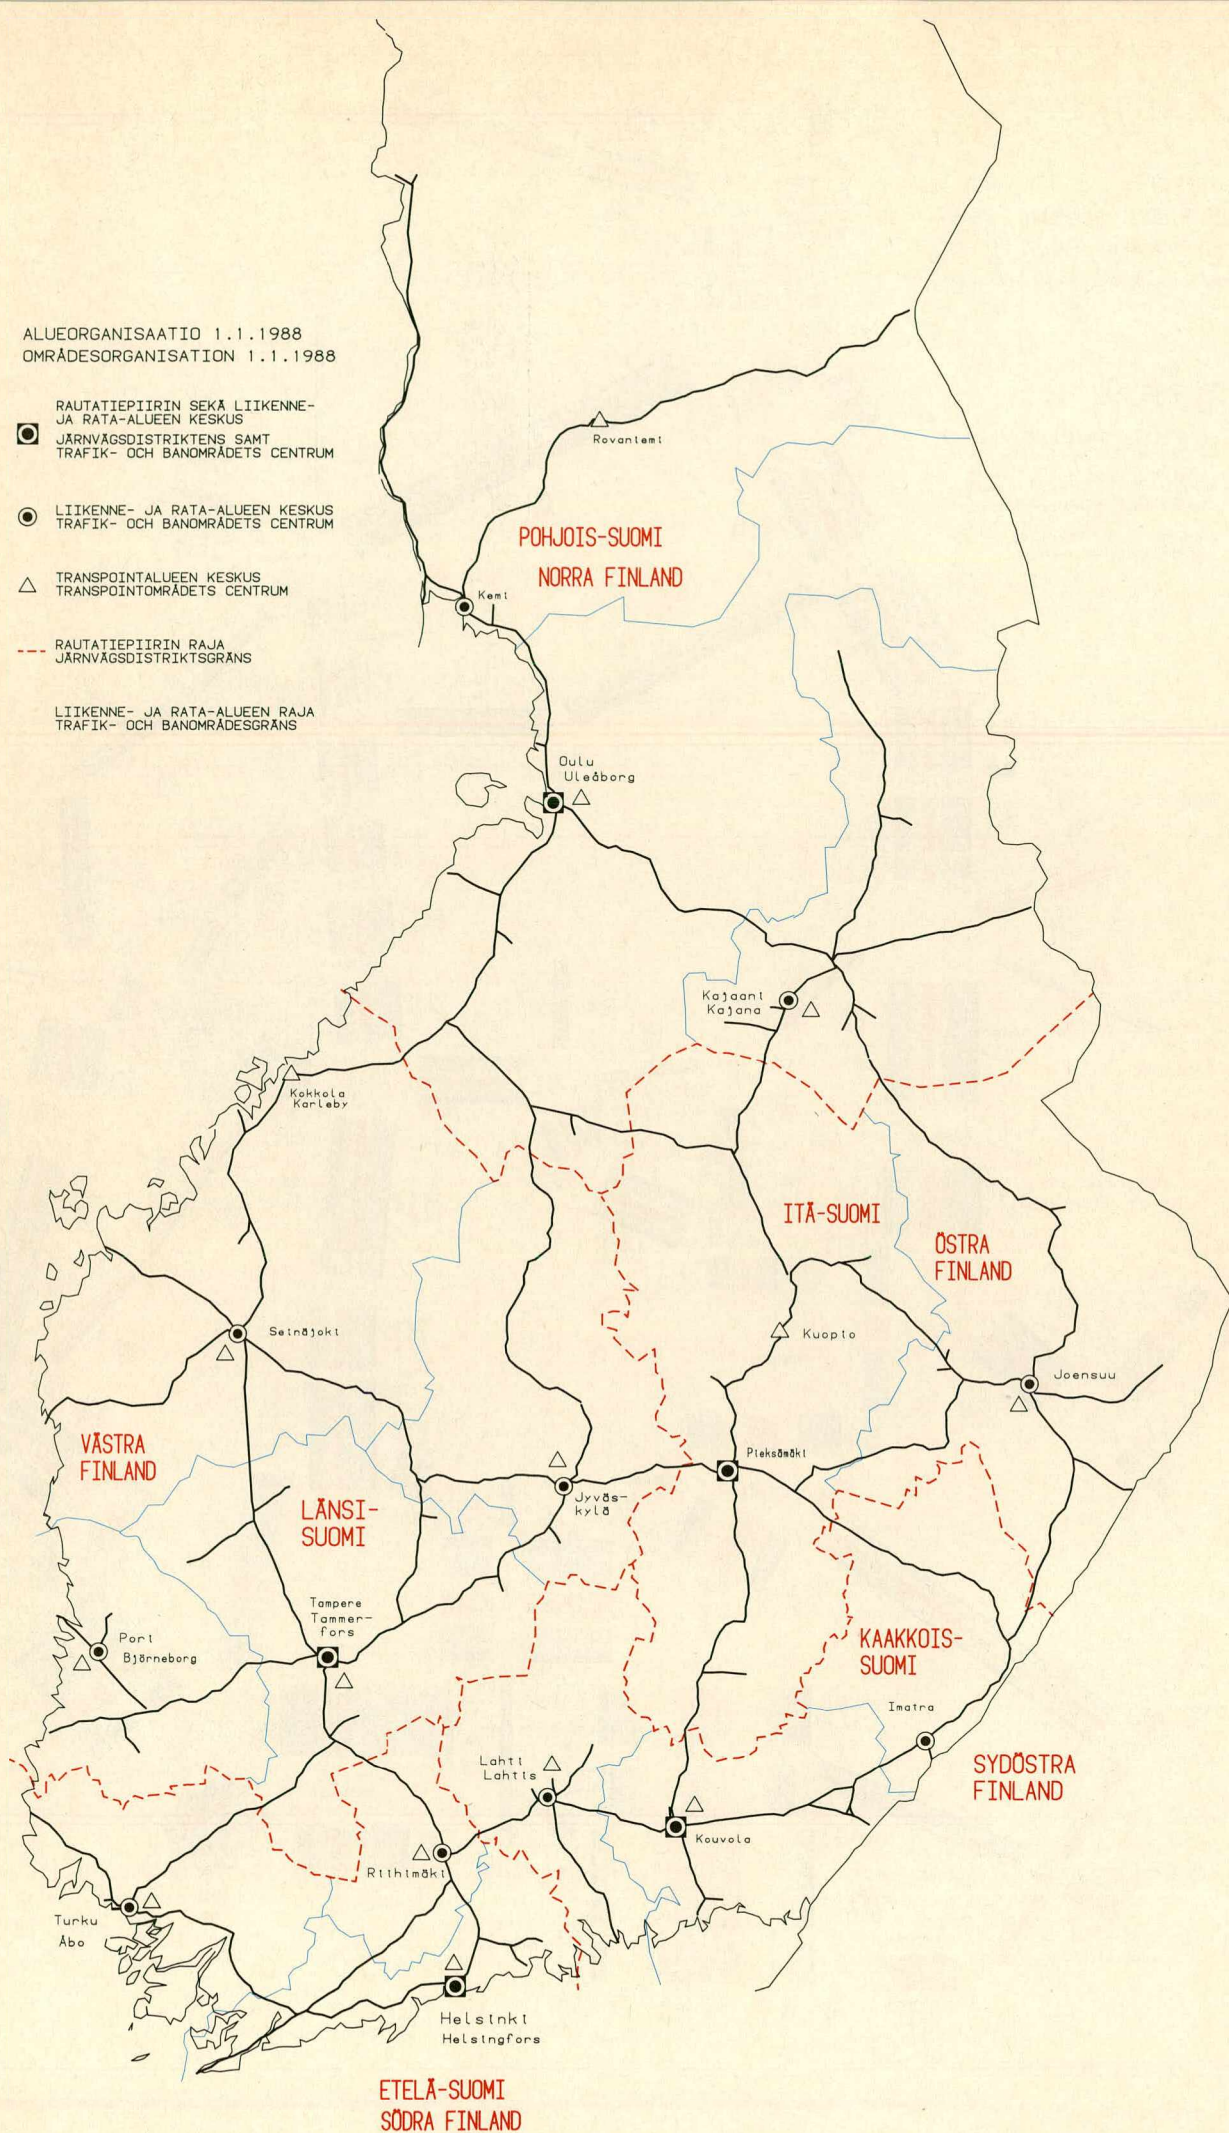 ALUEORGANISAATIO 1.1.1988
OMRÅDESORGANISATION 1.1.1988
RAUTATIEPIIRIN SEKÄ LIIKENNE-
JA RATA-ALUEEN KESKUS
JÄRNVÄGSDISTRIKTENS SAMT
TRAFIK- OCH BANOMRÅDETS CENTRUM
LIIKENNE- JA RATA-ALUEEN KESKUS
TRAFIK- OCH BANOMRÅDETS CENTRUM
TRANSPOINTALUEEN KESKUS
TRANSPOINTOMRÅDETS CENTRUM
RAUTATIEPIIRIN RAJA
JÄRNVÄGSDISTRIKTSGRÄNS
LIIKENNE- JA RATA-ALUEEN RAJA
TRAFIK- OCH BANOMRÅDESGRÄNS
Rovaniemi
POHJOIS-SUOMI
NORRA FINLAND
Kemi
Oulu
Uleåborg
Kajaani
Kajana
Kokkola
Karleby
ITÄ-SUOMI
ÖSTRA
FINLAND
Seinäjoki
Kuopio
Joensuu
VÄSTRA
FINLAND
Pieksämäki
LÄNSI-
SUOMI
Jyväs-
kylä
Tampere
Tammer-
fors
Pori
Björneborg
KAAKKOIS-
SUOMI
Imatra
SYDÖSTRA
FINLAND
Lahti
Lahtis
Kouvola
Riihimäki
Turku
Åbo
Helsinki
Helsingfors
ETELÄ-SUOMI
SÖDRA FINLAND